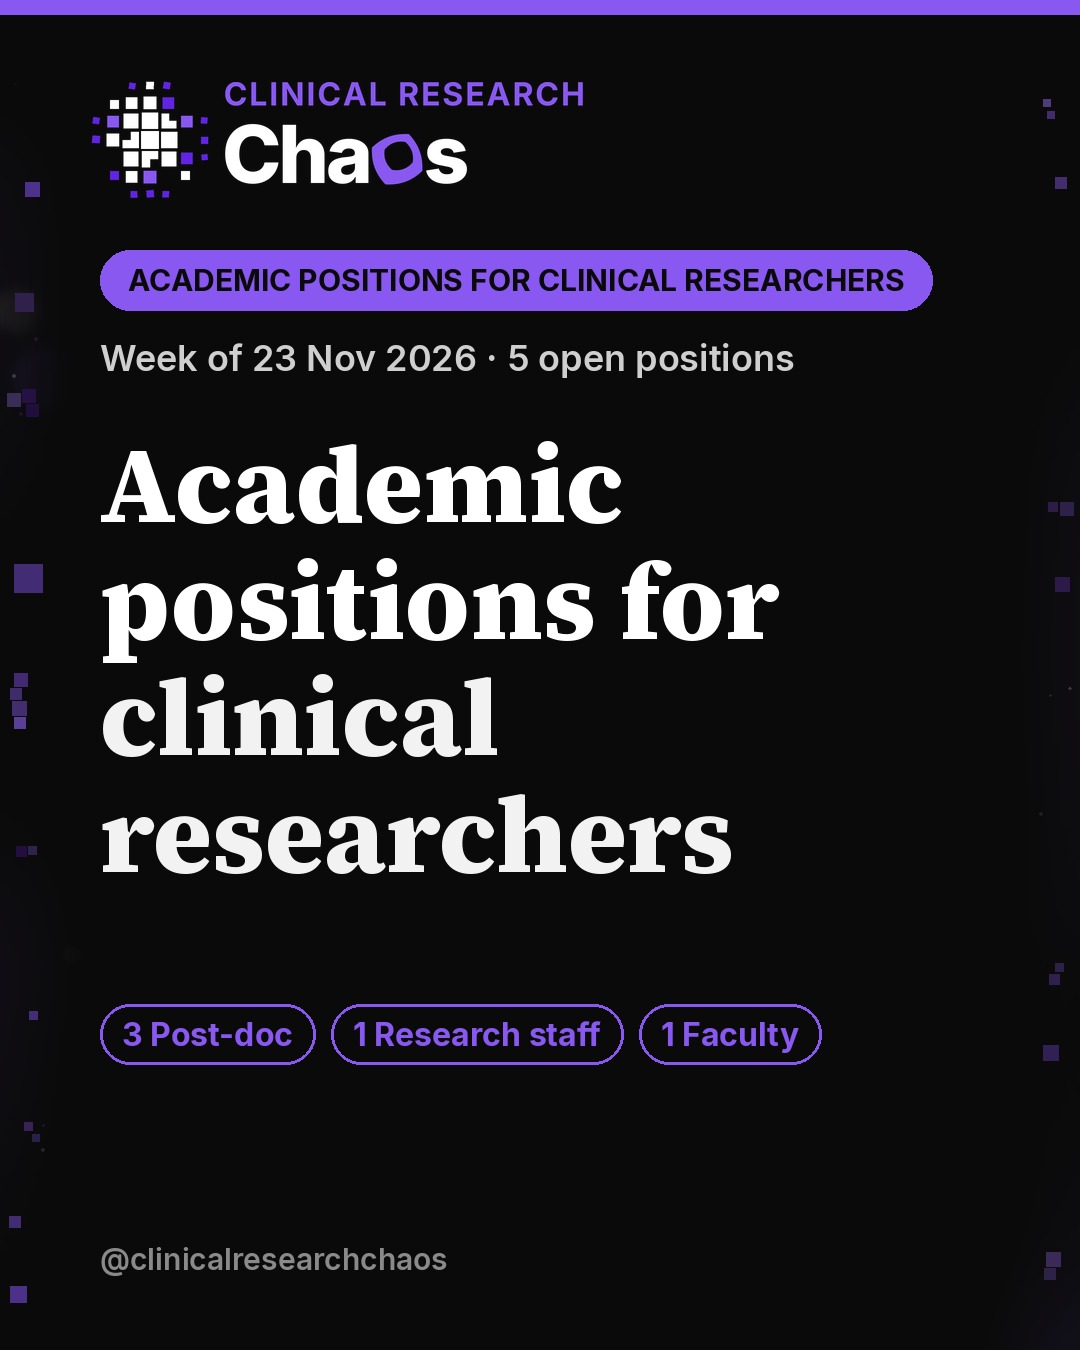 CLINICAL RESEARCH
Chaos
ACADEMIC POSITIONS FOR CLINICAL RESEARCHERS
Week of 23 Nov 2026 · 5 open positions
Academic
positions for
clinical
researchers
3 Post-doc
1 Research staff
1 Faculty
@clinicalresearchchaos